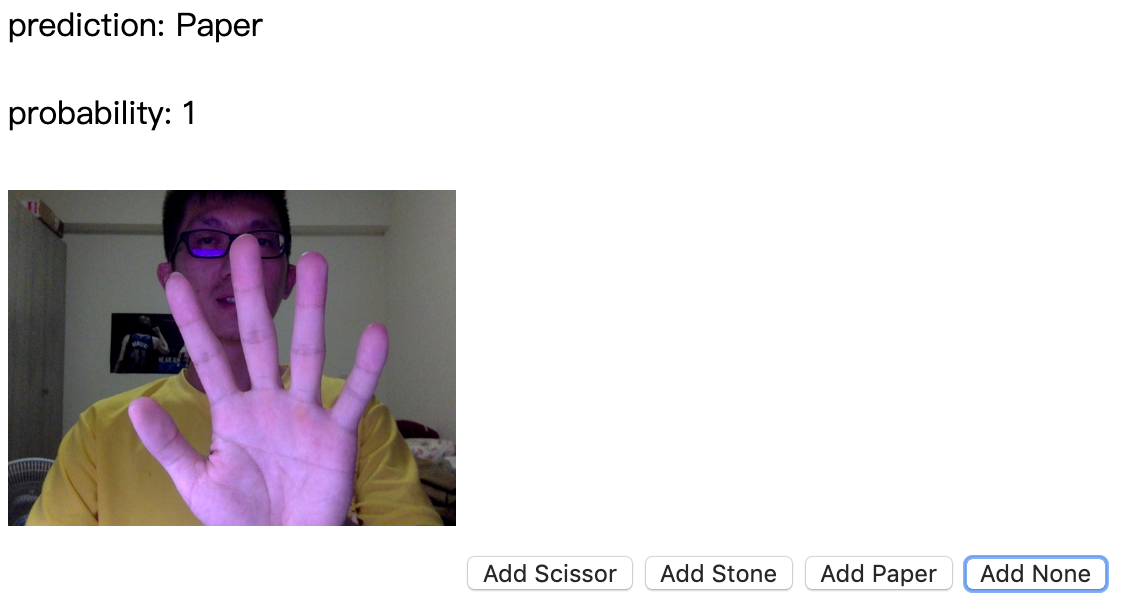 prediction: Paper
probability: 1
Add Scissor Add Stone Add Paper Add None